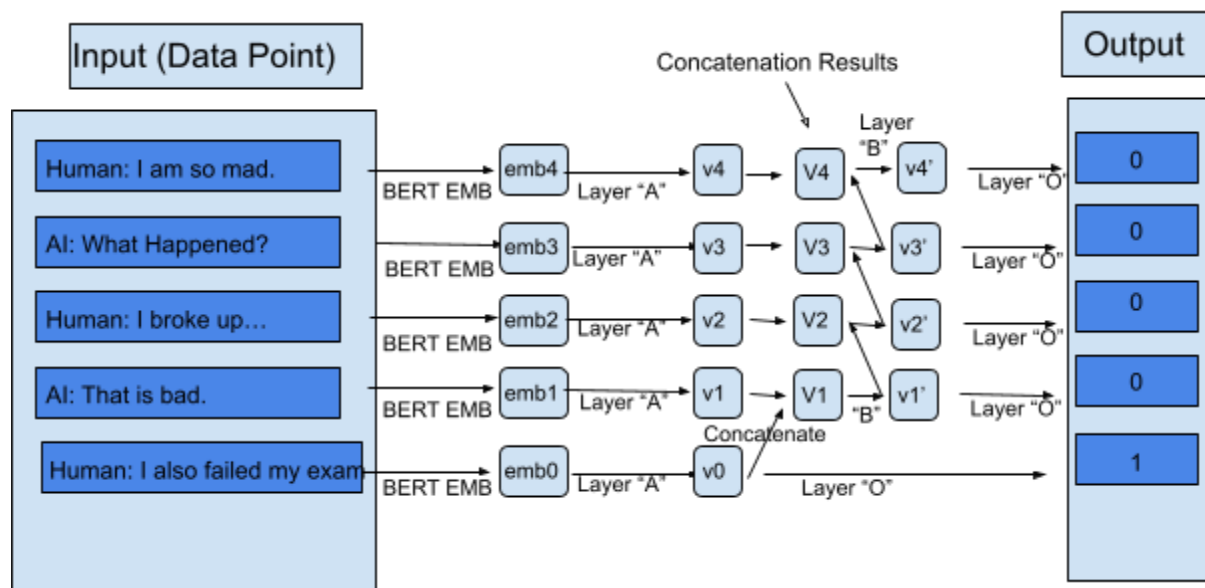 Input (Data Point)
Output
Concatenation Results
Human: I am so mad.
BERT EMB
emb4
Layer “A”
v4
V4
Layer
“B”
v4’
Layer “O”
0
AI: What Happened?
BERT EMB
emb3
Layer “A”
v3
V3
v3’
Layer “O”
0
Human: I broke up…
BERT EMB
emb2
Layer “A”
v2
V2
v2’
Layer “O”
0
AI: That is bad.
BERT EMB
emb1
Layer “A”
v1
V1
“B”
v1’
Layer “O”
0
Concatenate
Human: I also failed my exam
BERT EMB
emb0
Layer “A”
v0
Layer “O”
1